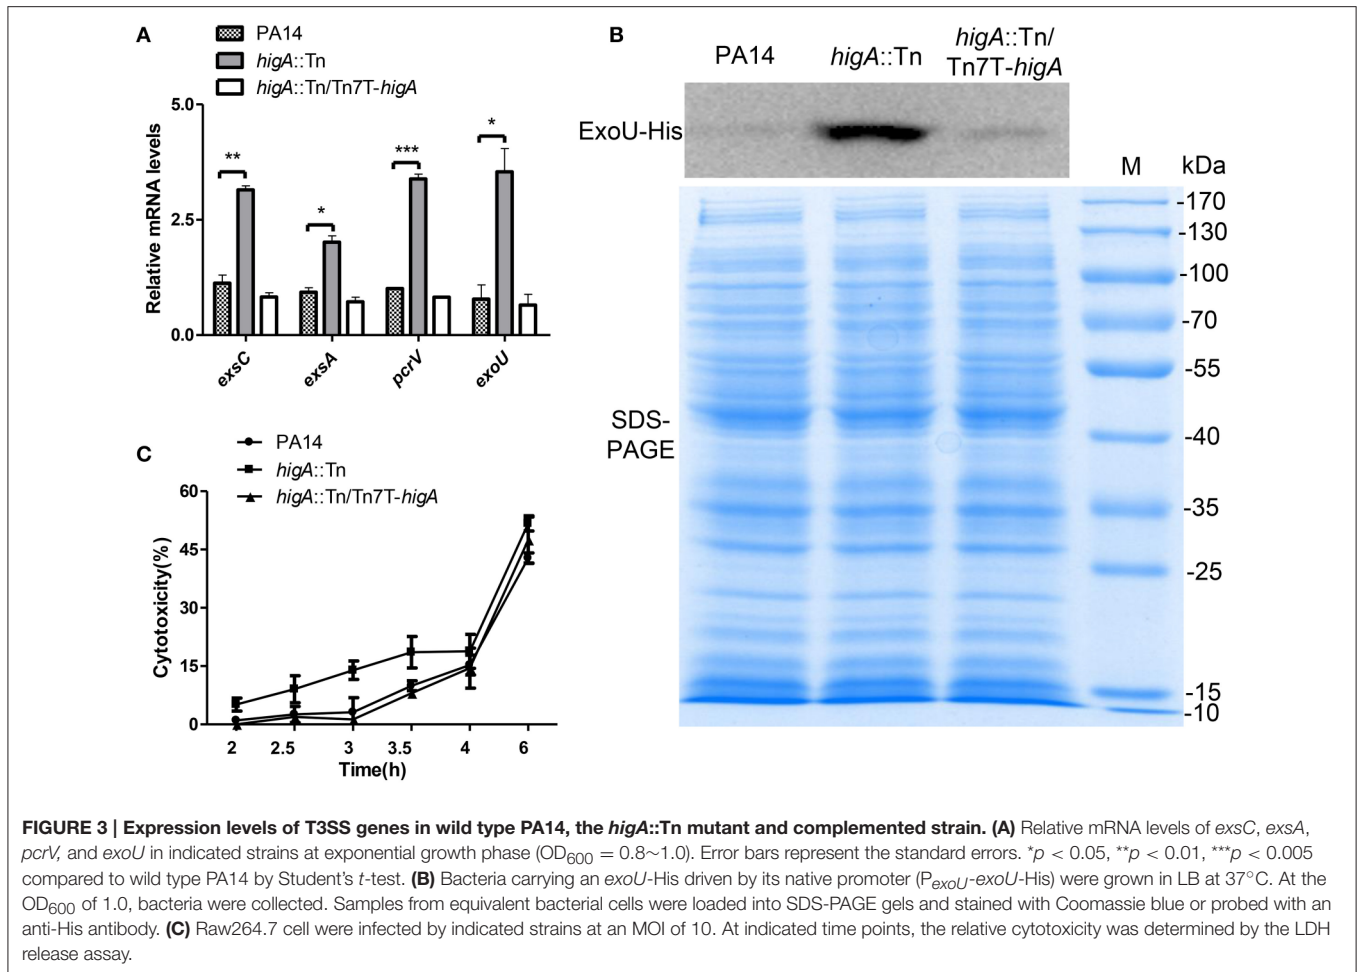 A
PA14
higA::Tn
higA::Tn/Tn7T-higA
5.0
2.5
0.0
Relative mRNA levels
**
*
***
*
exsC
exsA
pcrV
exoU
B
PA14
higA::Tn
higA::Tn/
Tn7T-higA
ExoU-His
M
kDa
-170
-130
-100
-70
-55
-40
-35
-25
-15
-10
SDS-
PAGE
C
PA14
higA::Tn
higA::Tn/Tn7T-higA
60
45
30
15
0
Cytotoxicity(%)
2
2.5
3
3.5
4
6
Time(h)
FIGURE 3 | Expression levels of T3SS genes in wild type PA14, the higA::Tn mutant and complemented strain. (A) Relative mRNA levels of exsC, exsA,
pcrV, and exoU in indicated strains at exponential growth phase (OD600 = 0.8~1.0). Error bars represent the standard errors. *p < 0.05, **p < 0.01, ***p < 0.005
compared to wild type PA14 by Student's t-test. (B) Bacteria carrying an exoU-His driven by its native promoter (PexoU-exoU-His) were grown in LB at 37°C. At the
OD600 of 1.0, bacteria were collected. Samples from equivalent bacterial cells were loaded into SDS-PAGE gels and stained with Coomassie blue or probed with an
anti-His antibody. (C) Raw264.7 cell were infected by indicated strains at an MOI of 10. At indicated time points, the relative cytotoxicity was determined by the LDH
release assay.